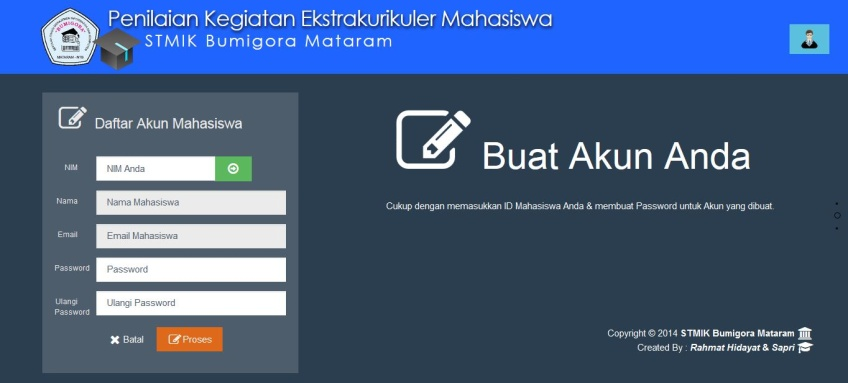 Penilaian Kegiatan Ekstrakurikuler Mahasiswa
STMIK Bumigora Mataram
"BUMIGORA"
Daftar Akun Mahasiswa
NIM
NIM Anda
Nama
Nama Mahasiswa
Email
Email Mahasiswa
Password
Password
Ulangi Password
Ulangi Password
Batal
Proses
Buat Akun Anda
Cukup dengan memasukkan ID Mahasiswa Anda & membuat Password untuk Akun yang dibuat.
Copyright © 2014 STMIK Bumigora Mataram
Created By : Rahmat Hidayat & Sapri